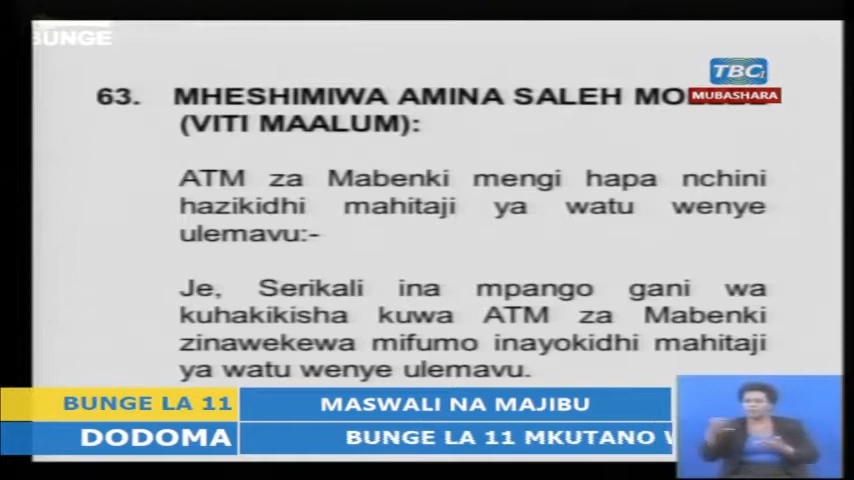 BUNGE
TBC1
MUBASHARA
63. MHESHIMIWA AMINA SALEH
(VITI MAALUM):
ATM za Mabenki mengi hapa nchini
hazikidhi mahitaji ya watu wenye
ulemavu:-
Je, Serikali ina mpango gani wa
kuhakikisha kuwa ATM za Mabenki
zinawekewa mifumo inayokidhi mahitaji
ya watu wenye ulemavu.
BUNGE LA 11
MASWALI NA MAJIBU
DODOMA
BUNGE LA 11 MKUTANO